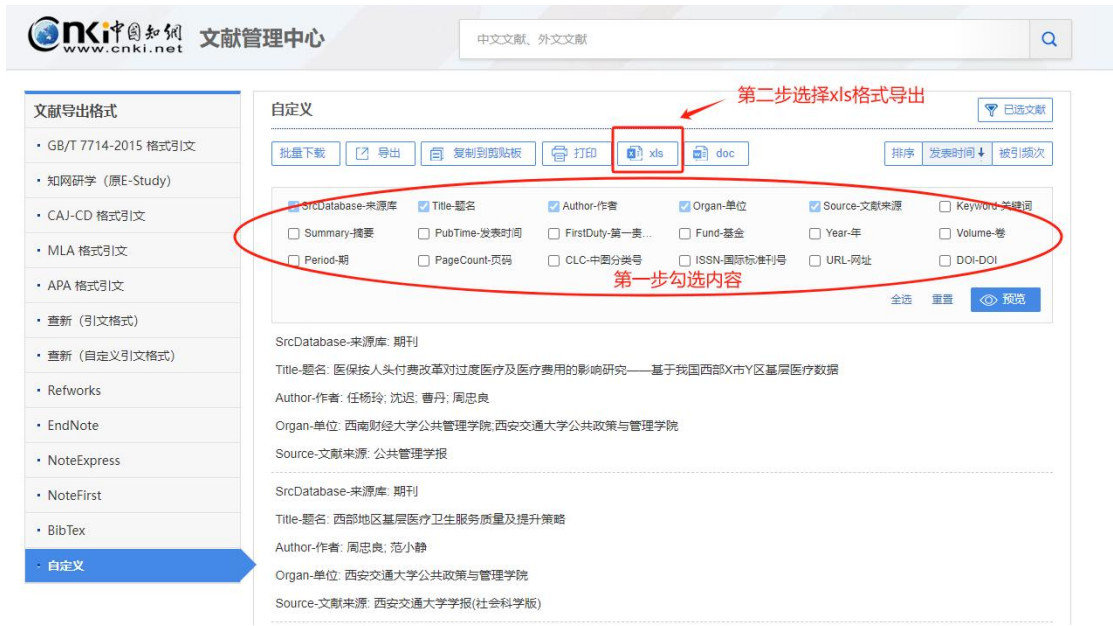 cnki中国知网
www.cnki.net
文献管理中心
中文文献、外文文献
文献导出格式
• GB/T 7714-2015 格式引文
• 知网研学（原E-Study）
• CAJ-CD 格式引文
• MLA 格式引文
• APA 格式引文
• 查新（引文格式）
• 查新（自定义引文格式）
• Refworks
• EndNote
• NoteExpress
• NoteFirst
• BibTex
• 自定义
自定义
第二步选择xls格式导出
已选文献
批量下载 导出 复制到剪贴板 打印 xls doc 排序 发表时间↓ 被引频次
SrcDatabase-来源库 Title-题名 Author-作者 Organ-单位 Source-文献来源 Keyword-关键词
Summary-摘要 PubTime-发表时间 FirstDuty-第一责... Fund-基金 Year-年 Volume-卷
Period-期 PageCount-页码 CLC-中图分类号 ISSN-国际标准刊号 URL-网址 DOI-DOI
第一步勾选内容
全选 重置 预览
SrcDatabase-来源库: 期刊
Title-题名: 医保按人头付费改革对过度医疗及医疗费用的影响研究——基于我国西部X市Y区基层医疗数据
Author-作者: 任杨玲; 沈迟; 曹丹; 周忠良
Organ-单位: 西南财经大学公共管理学院;西安交通大学公共政策与管理学院
Source-文献来源: 公共管理学报
SrcDatabase-来源库: 期刊
Title-题名: 西部地区基层医疗卫生服务质量及提升策略
Author-作者: 周忠良; 范小静
Organ-单位: 西安交通大学公共政策与管理学院
Source-文献来源: 西安交通大学学报(社会科学版)